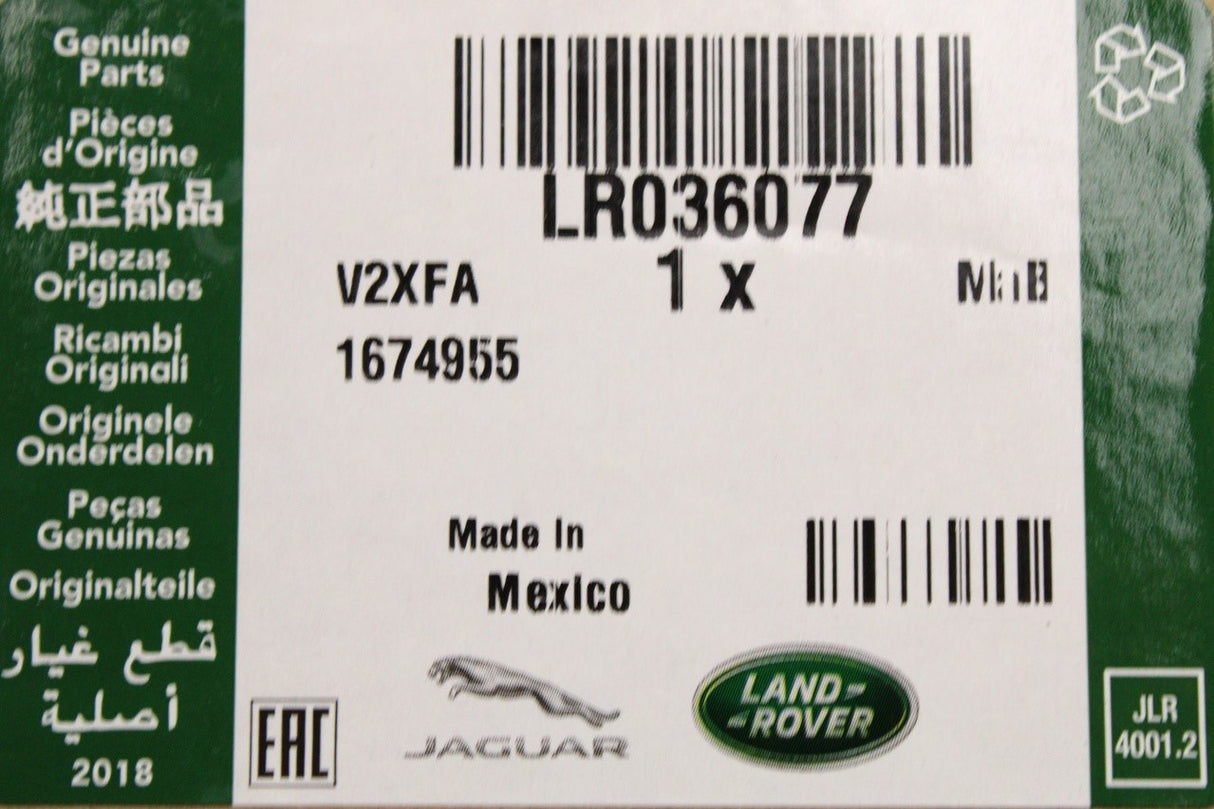 Genuine
Parts
Pièces
d'Origine
純正部品
Piezas
Originales
Ricambi
Originali
Originele
Onderdelen
Peças
Genuínas
Originalteile
قطع غيار
أصلية
2018
LR036077
V2XFA
1 x
1674955
Made In
Mexico
EAC
JAGUAR
LAND-
-ROVER
JLR
4001.2